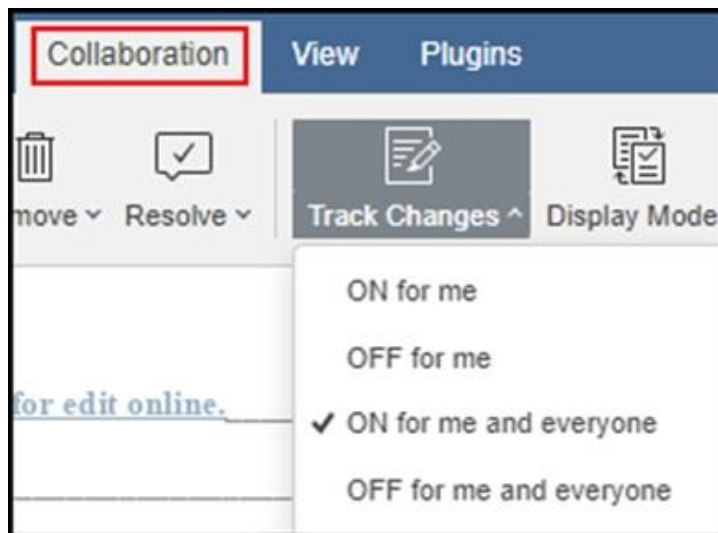 Collaboration View Plugins
move Resolve Track Changes Display Mode
ON for me
OFF for me
for edit online.
ON for me and everyone
OFF for me and everyone